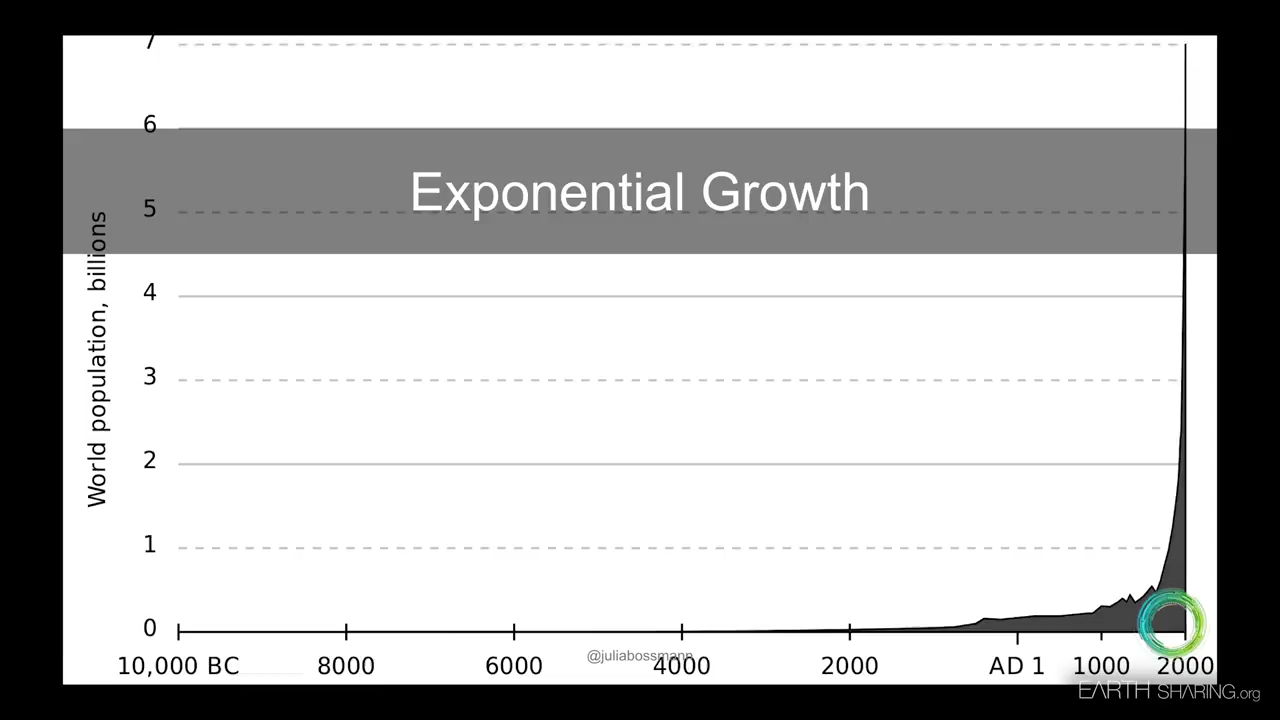 7
6
Exponential Growth
5
World population, billions
4
3
2
1
0
10,000 BC 8000 6000 4000 2000 AD 1 1000 2000
@juliabossmann
EARTH SHARING.org